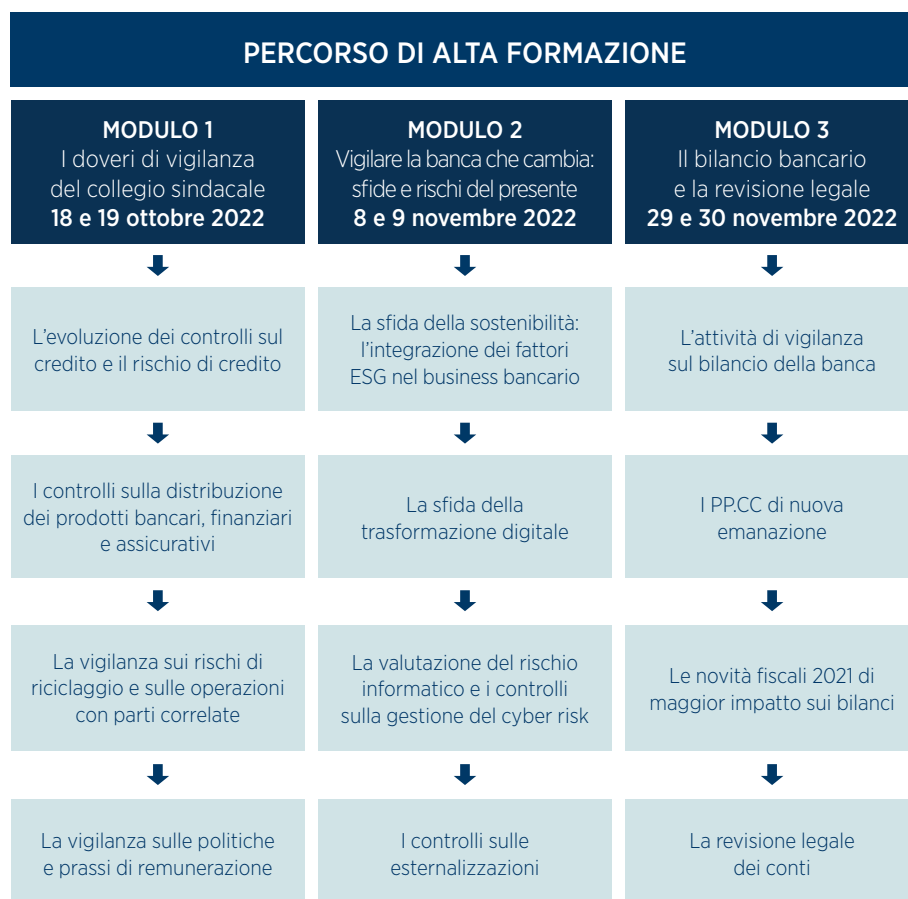 PERCORSO DI ALTA FORMAZIONE
MODULO 1
I doveri di vigilanza
del collegio sindacale
18 e 19 ottobre 2022
L'evoluzione dei controlli sul
credito e il rischio di credito
I controlli sulla distribuzione
dei prodotti bancari, finanziari
e assicurativi
La vigilanza sui rischi di
riciclaggio e sulle operazioni
con parti correlate
La vigilanza sulle politiche
e prassi di remunerazione
MODULO 2
Vigilare la banca che cambia:
sfide e rischi del presente
8 e 9 novembre 2022
La sfida della sostenibilità:
l'integrazione dei fattori
ESG nel business bancario
La sfida della
trasformazione digitale
La valutazione del rischio
informatico e i controlli
sulla gestione del cyber risk
I controlli sulle
esternalizzazioni
MODULO 3
Il bilancio bancario
e la revisione legale
29 e 30 novembre 2022
L'attività di vigilanza
sul bilancio della banca
I PP.CC di nuova
emanazione
Le novità fiscali 2021 di
maggior impatto sui bilanci
La revisione legale
dei conti